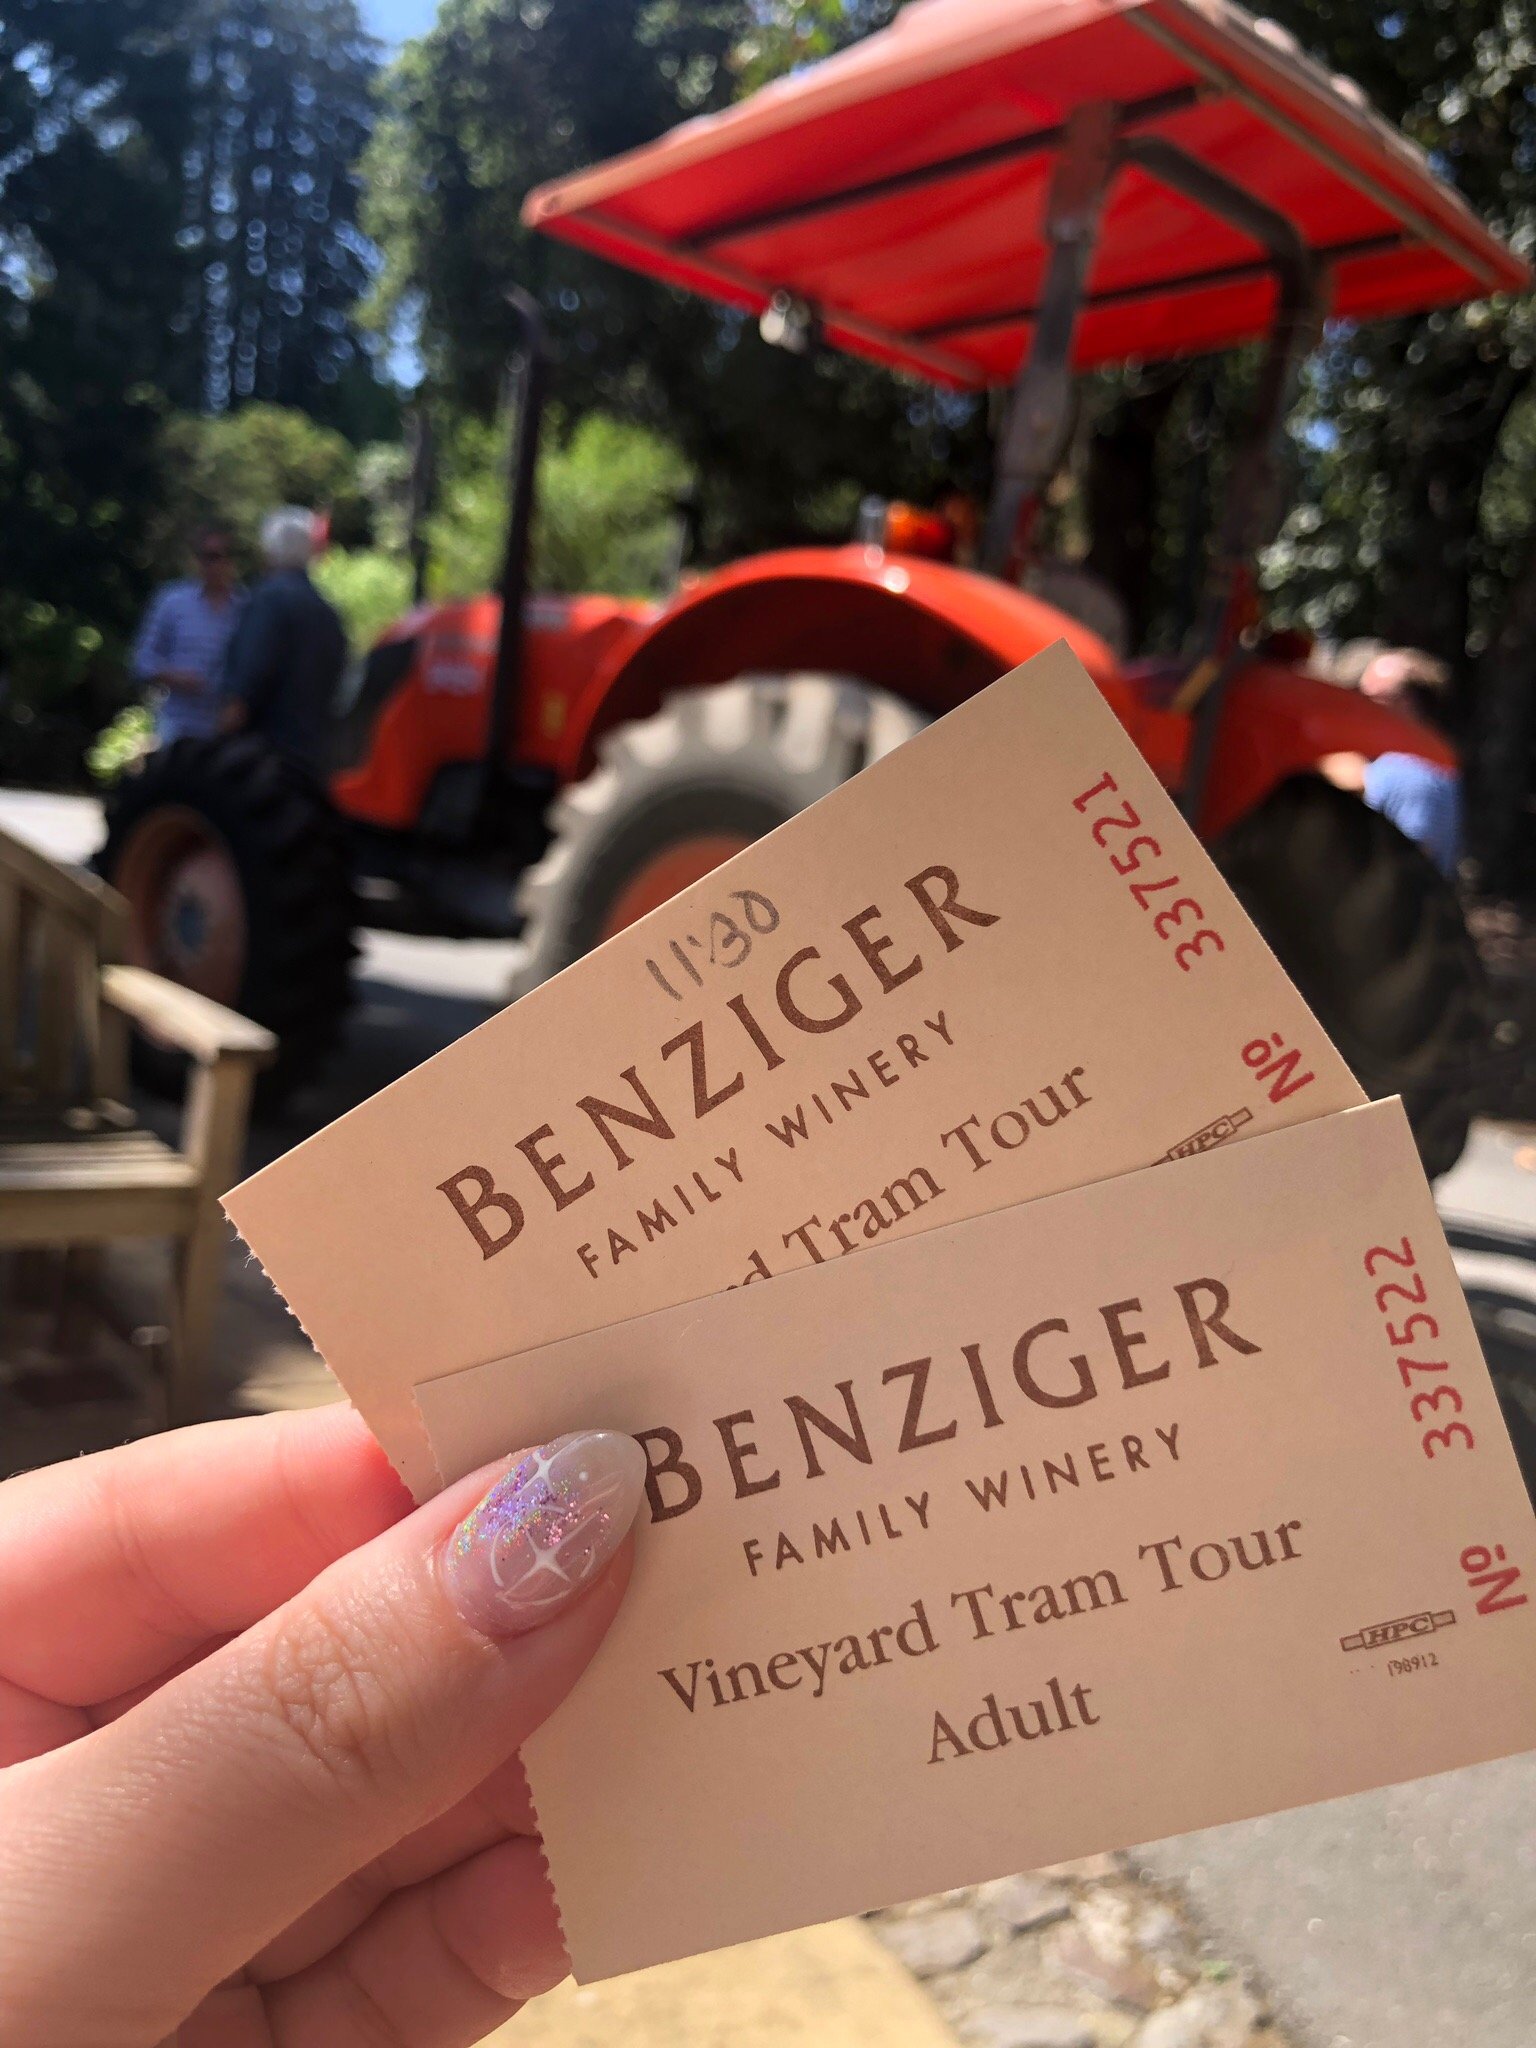 11:30
BENZIGER
FAMILY WINERY
rd Tram Tour
HPC
Nº 337521
BENZIGER
FAMILY WINERY
Vineyard Tram Tour
Adult
HPC
198912
Nº 337522